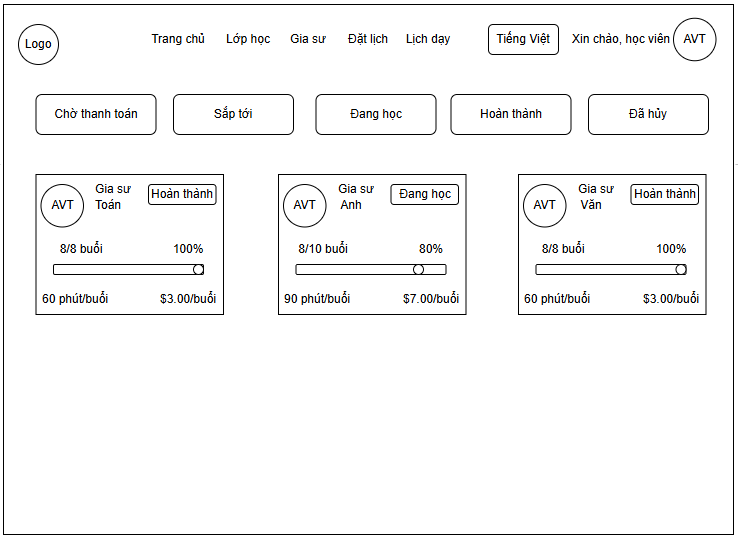 Logo
Trang chủ
Lớp học
Gia sư
Đặt lịch
Lịch dạy
Tiếng Việt
Xin chào, học viên
AVT
Chờ thanh toán
Sắp tới
Đang học
Hoàn thành
Đã hủy
AVT
Gia sư
Toán
Hoàn thành
8/8 buổi
100%
60 phút/buổi
$3.00/buổi
AVT
Gia sư
Anh
Đang học
8/10 buổi
80%
90 phút/buổi
$7.00/buổi
AVT
Gia sư
Văn
Hoàn thành
8/8 buổi
100%
60 phút/buổi
$3.00/buổi